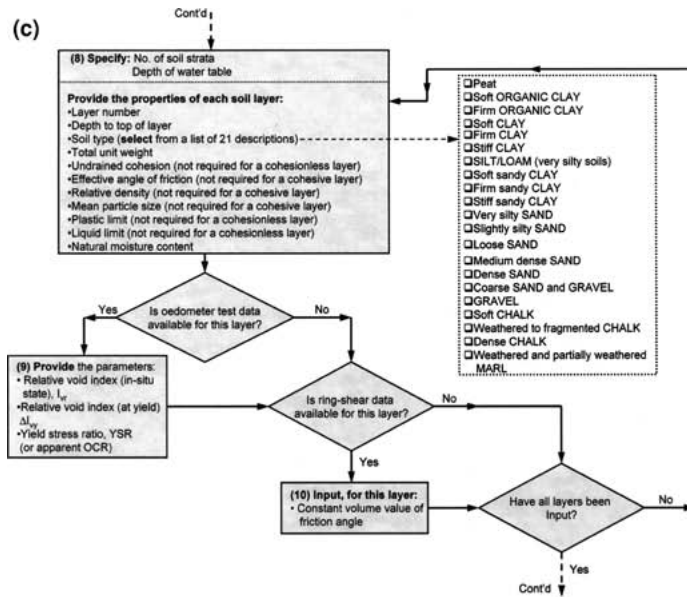 Cont'd
(c)
(8) Specify: No. of soil strata
Depth of water table
Provide the properties of each soil layer:
•Layer number
•Depth to top of layer
•Soil type (select from a list of 21 descriptions)
•Total unit weight
•Undrained cohesion (not required for a cohesionless layer)
•Effective angle of friction (not required for a cohesive layer)
•Relative density (not required for a cohesive layer)
•Mean particle size (not required for a cohesive layer)
•Plastic limit (not required for a cohesionless layer)
•Liquid limit (not required for a cohesionless layer)
•Natural moisture content
❑Peat
❑Soft ORGANIC CLAY
❑Firm ORGANIC CLAY
❑Soft CLAY
❑Firm CLAY
❑Stiff CLAY
❑SILT/LOAM (very silty soils)
❑Soft sandy CLAY
❑Firm sandy CLAY
❑Stiff sandy CLAY
❑Very silty SAND
❑Slightly silty SAND
❑Loose SAND
❑Medium dense SAND
❑Dense SAND
❑Coarse SAND and GRAVEL
❑GRAVEL
❑Soft CHALK
❑Weathered to fragmented CHALK
❑Dense CHALK
❑Weathered and partially weathered
MARL
Yes
Is oedometer test data
available for this layer?
No
(9) Provide the parameters:
• Relative void index (in-situ
state), Ivr
•Relative void index (at yield)
ΔIvy
•Yield stress ratio, YSR
(or apparent OCR)
Is ring-shear data
available for this layer?
No
Yes
(10) Input, for this layer:
• Constant volume value of
friction angle
Have all layers been
Input?
No
Yes
Cont'd